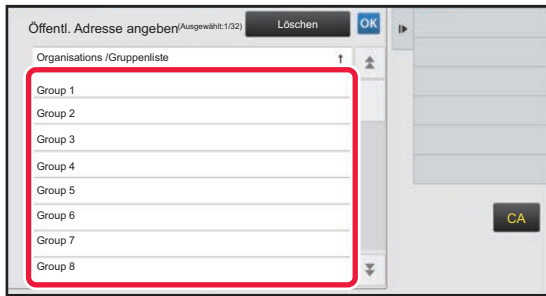 Öffentl. Adresse angeben(Ausgewählt:1/32) Löschen OK
Organisations /Gruppenliste ↑
Group 1
Group 2
Group 3
Group 4
Group 5
Group 6
Group 7
Group 8
CA